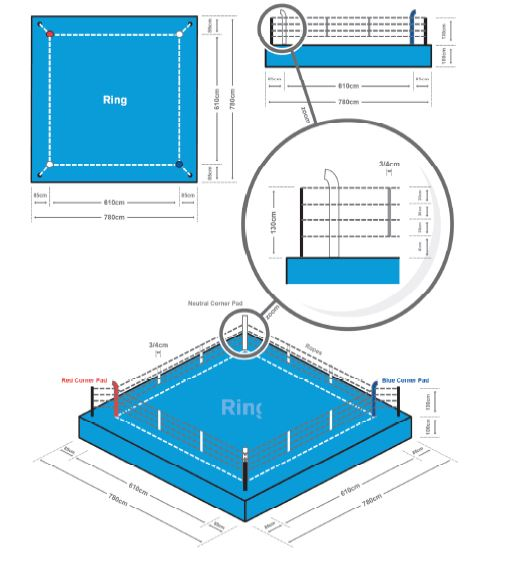 Ring
610cm
780cm
85cm
85cm
610cm
780cm
130cm
100cm
610cm
780cm
zoom
3/4cm
130cm
zoom
Neutral Corner Pad
3/4cm
Ropes
Red Corner Pad
Blue Corner Pad
130cm
100cm
Ring
610cm
780cm
610cm
780cm